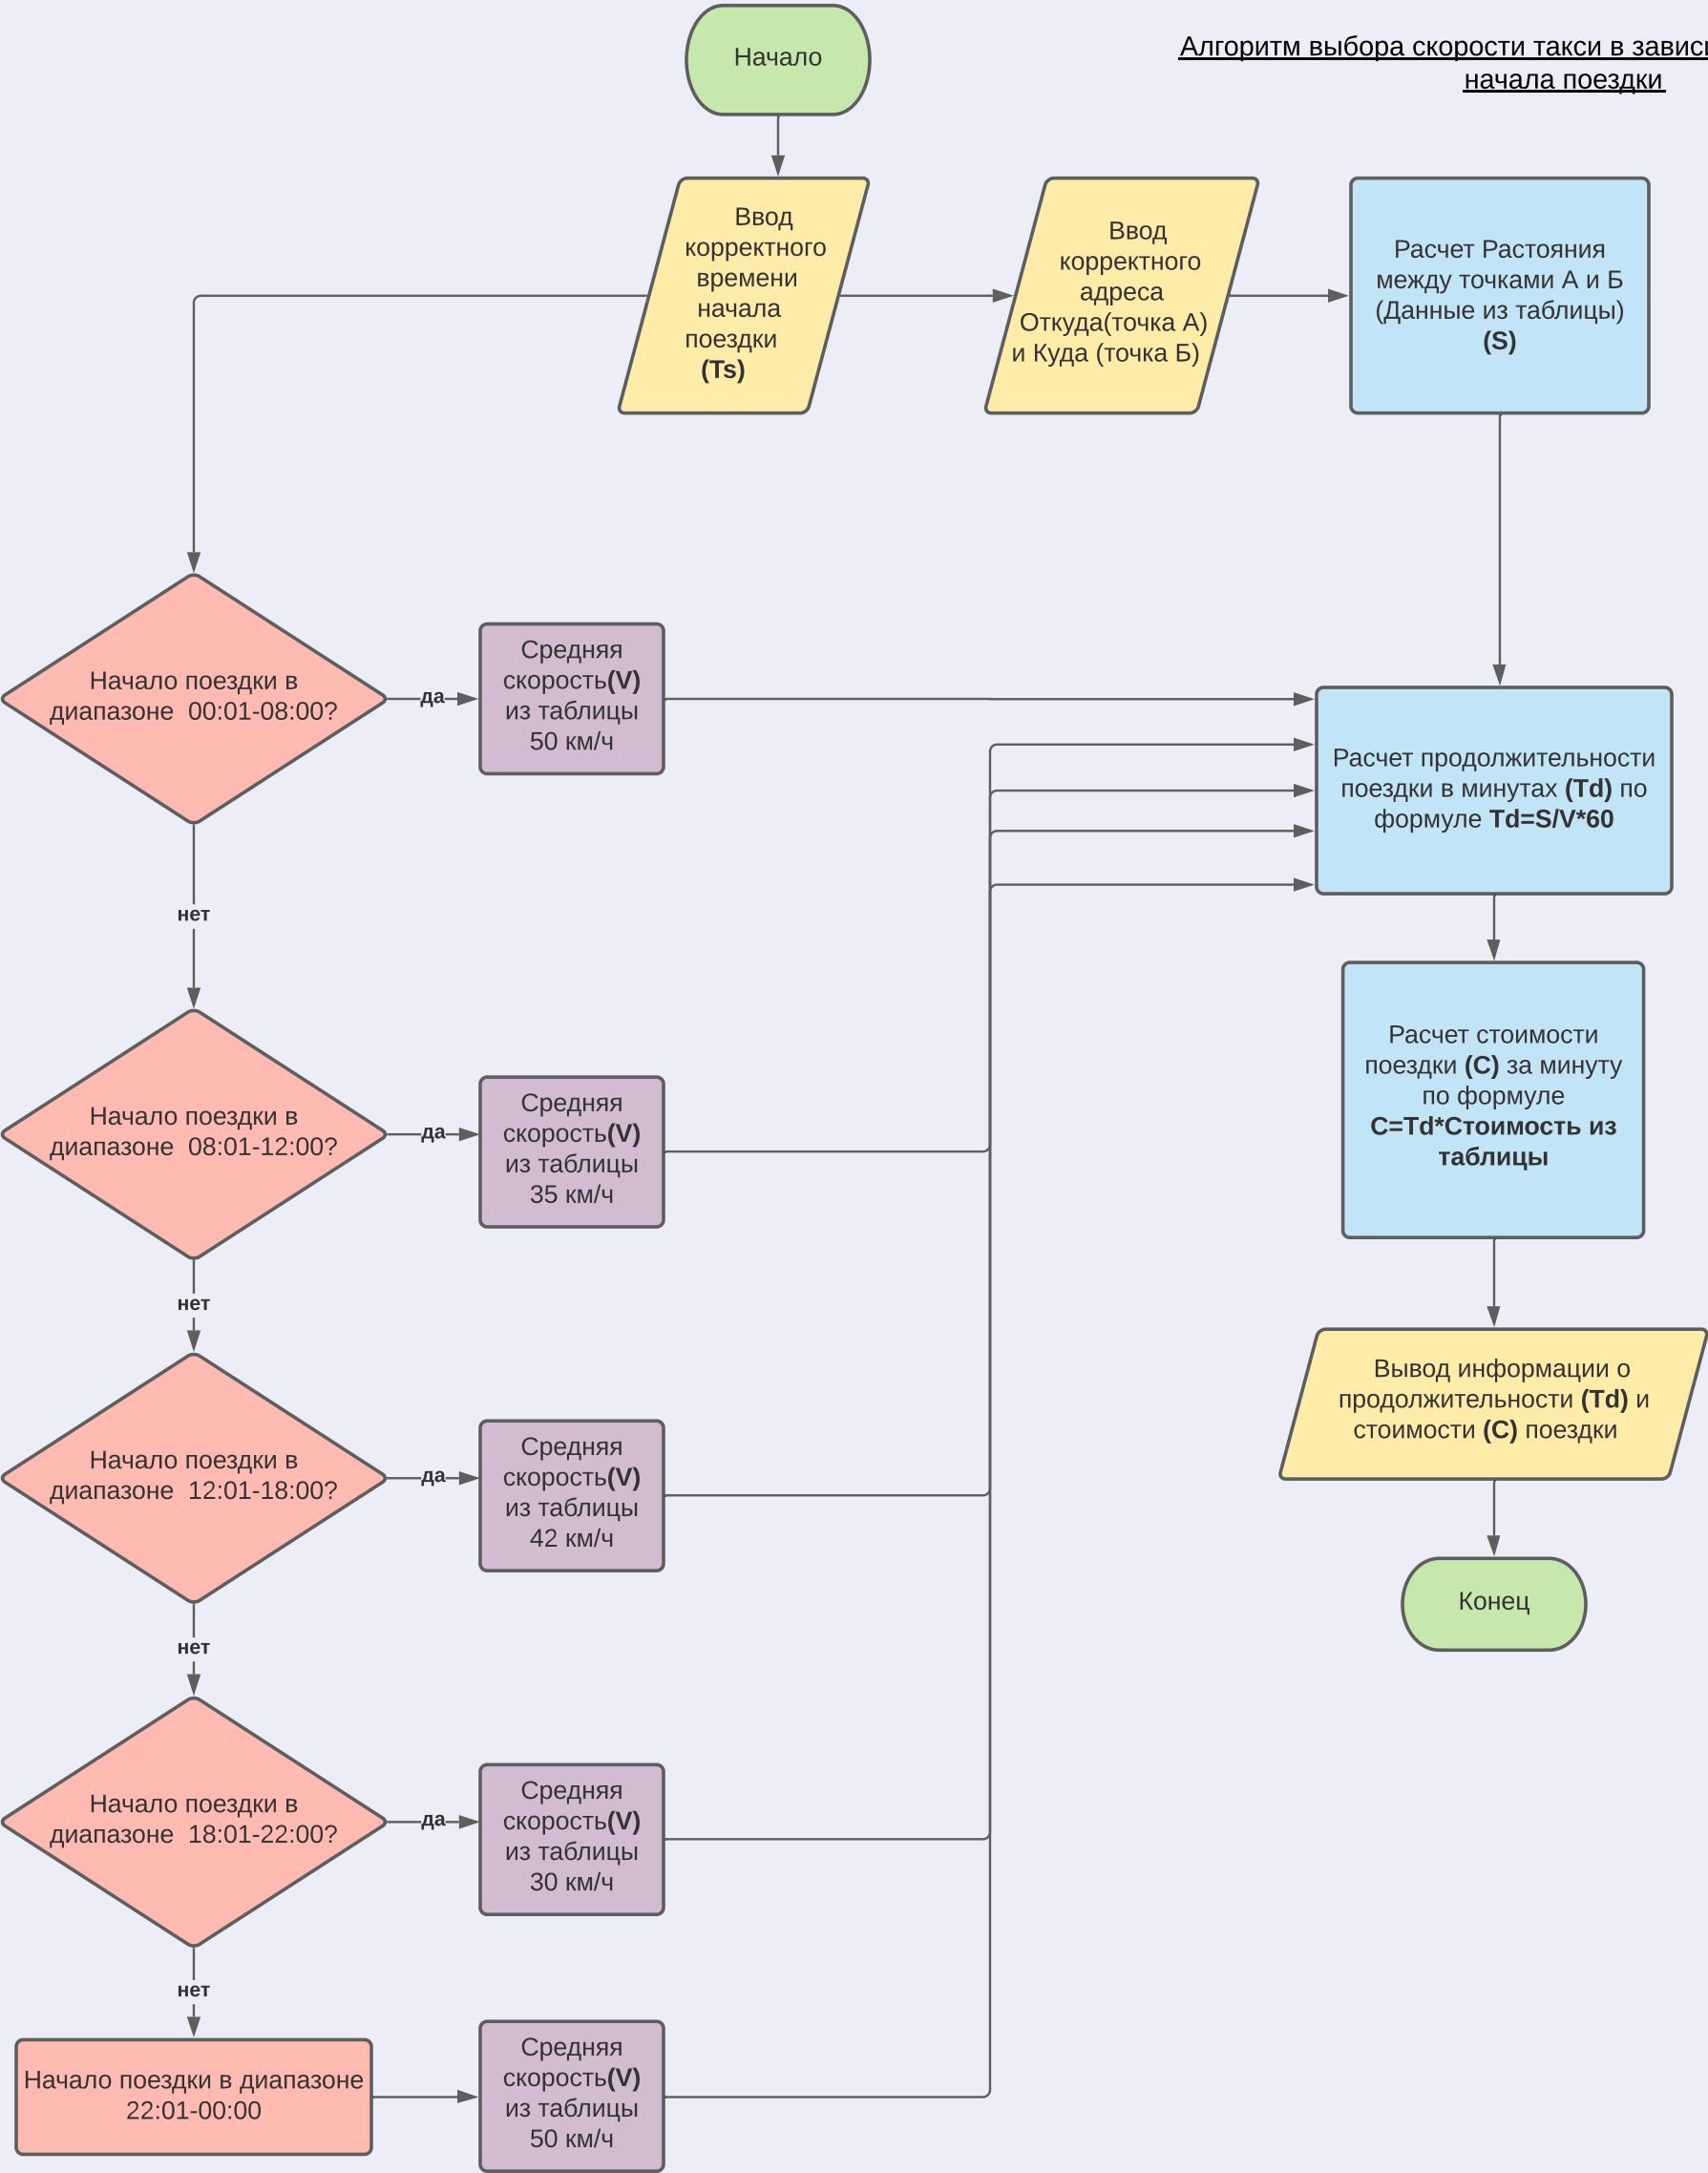 Начало
Алгоритм выбора скорости такси в
начала поездки
Ввод
корректного
времени
начала
поездки
(Ts)
Ввод
корректного
адреса
Откуда(точка А)
и Куда (точка Б)
Расчет Растояния
между точками А и Б
(Данные из таблицы)
(S)
Начало поездки в
диапазоне 00:01-08:00?
да
Средняя
скорость(V)
из таблицы
50 км/ч
Расчет продолжительности
поездки в минутах (Td) по
формуле Td=S/V*60
нет
Начало поездки в
диапазоне 08:01-12:00?
да
Средняя
скорость(V)
из таблицы
35 км/ч
Расчет стоимости
поездки (С) за минуту
по формуле
C=Td*Стоимость из
таблицы
нет
Начало поездки в
диапазоне 12:01-18:00?
да
Средняя
скорость(V)
из таблицы
42 км/ч
Вывод информации о
продолжительности (Td) и
стоимости (С) поездки
Конец
нет
Начало поездки в
диапазоне 18:01-22:00?
да
Средняя
скорость(V)
из таблицы
30 км/ч
нет
Начало поездки в диапазоне
22:01-00:00
Средняя
скорость(V)
из таблицы
50 км/ч